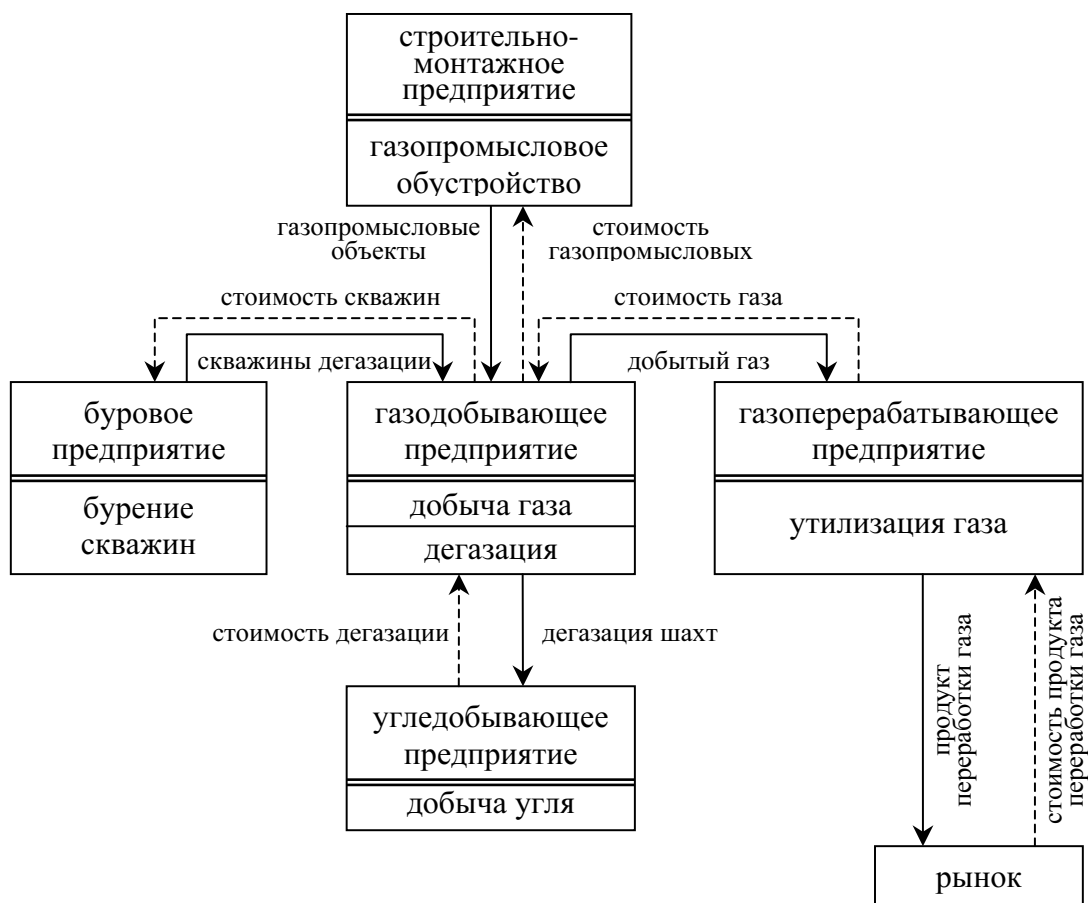 строительно-
монтажное
предприятие
газопромысловое
обустройство
газопромысловые
объекты
стоимость
газопромысловых
стоимость скважин
стоимость газа
скважины дегазации
добытый газ
буровое
предприятие
бурение
скважин
газодобывающее
предприятие
добыча газа
дегазация
газоперерабатывающее
предприятие
утилизация газа
стоимость дегазации
дегазация шахт
продукт
переработки газа
стоимость продукта
переработки газа
угледобывающее
предприятие
добыча угля
рынок